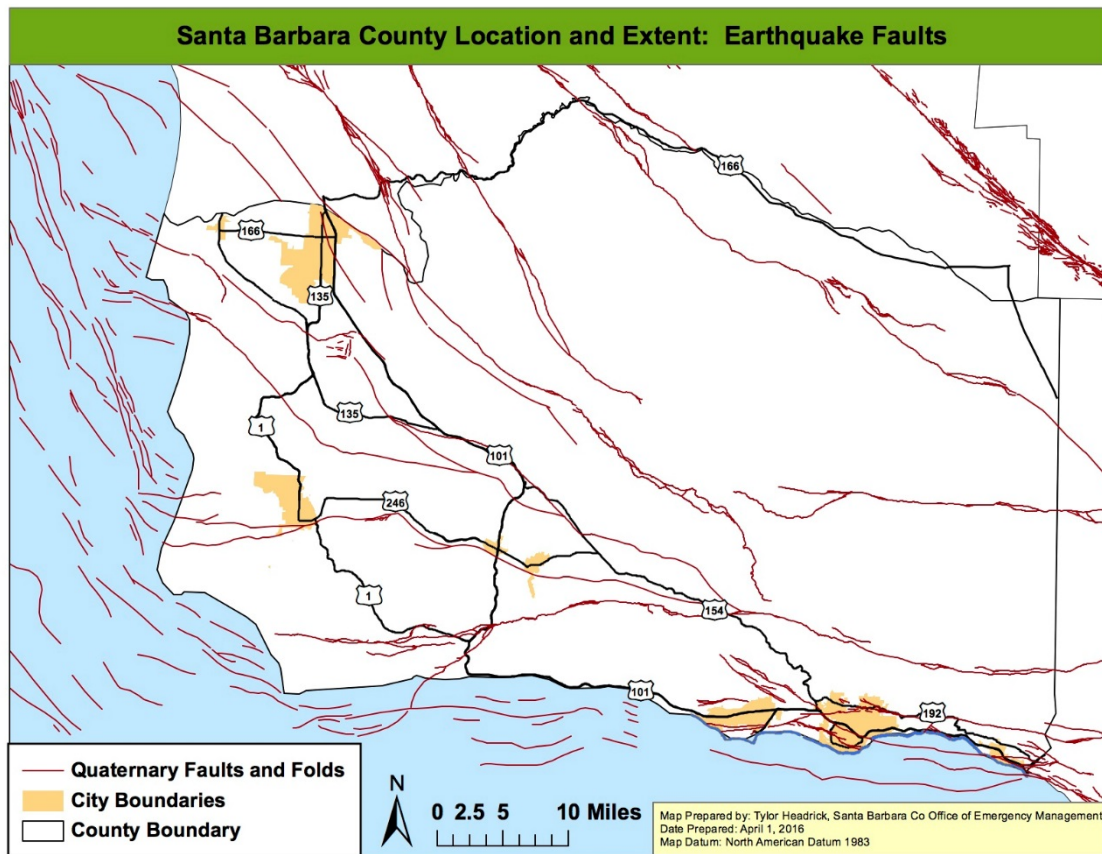 Santa Barbara County Location and Extent: Earthquake Faults
166
166
135
135
1
101
246
1
154
101
192
Quaternary Faults and Folds
City Boundaries
County Boundary
N
0 2.5 5 10 Miles
Map Prepared by: Tylor Headrick, Santa Barbara Co Office of Emergency Management
Date Prepared: April 1, 2016
Map Datum: North American Datum 1983